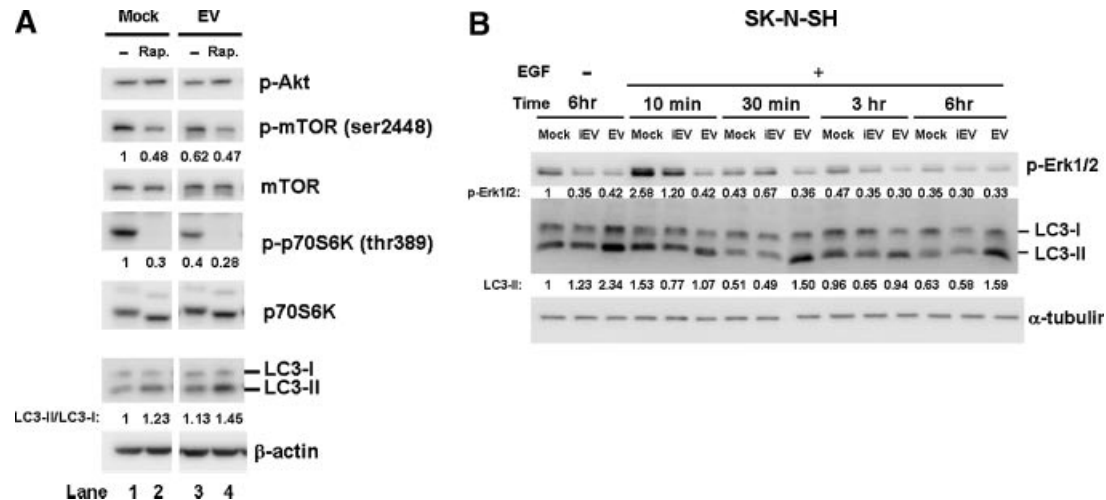 A
Mock EV
– Rap. – Rap.
p-Akt
p-mTOR (ser2448)
1 0.48 0.62 0.47
mTOR
p-p70S6K (thr389)
1 0.3 0.4 0.28
p70S6K
LC3-I
LC3-II
LC3-II/LC3-I: 1 1.23 1.13 1.45
β-actin
Lane 1 2 3 4
B
SK-N-SH
EGF – +
Time 6hr 10 min 30 min 3 hr 6hr
Mock iEV EV Mock iEV EV Mock iEV EV Mock iEV EV Mock iEV EV
p-Erk1/2
p-Erk1/2: 1 0.35 0.42 2.58 1.20 0.42 0.43 0.67 0.36 0.47 0.35 0.30 0.35 0.30 0.33
LC3-I
LC3-II
LC3-II: 1 1.23 2.34 1.53 0.77 1.07 0.51 0.49 1.50 0.96 0.65 0.94 0.63 0.58 1.59
α-tubulin